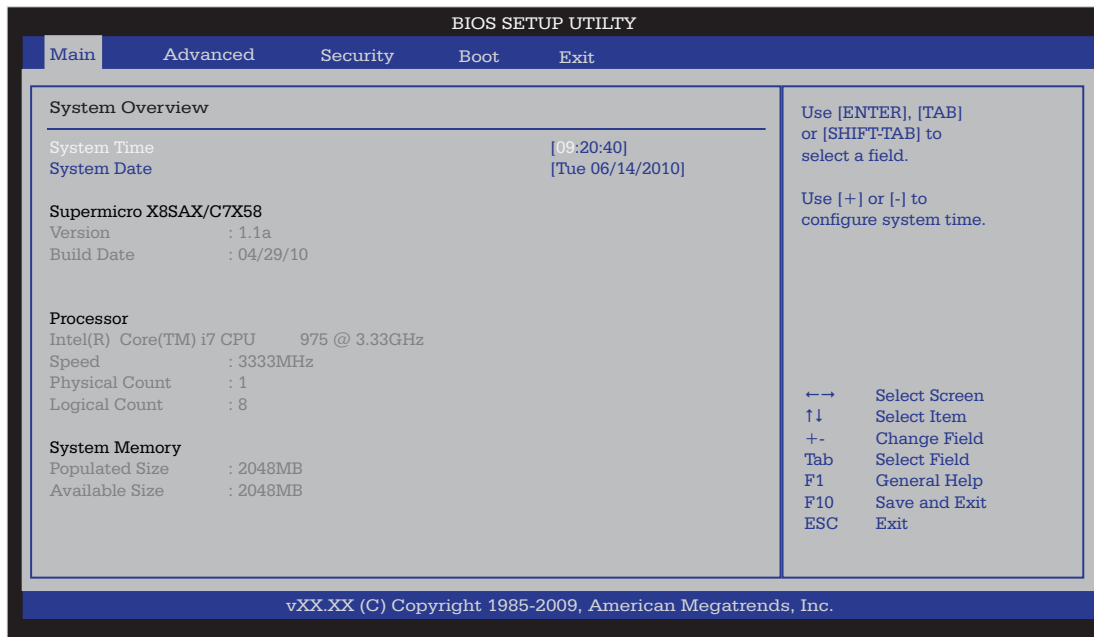 BIOS SETUP UTILTY
Main Advanced Security Boot Exit
System Overview
System Time [09:20:40]
System Date [Tue 06/14/2010]
Supermicro X8SAX/C7X58
Version : 1.1a
Build Date : 04/29/10
Processor
Intel(R) Core(TM) i7 CPU 975 @ 3.33GHz
Speed : 3333MHz
Physical Count : 1
Logical Count : 8
System Memory
Populated Size : 2048MB
Available Size : 2048MB
Use [ENTER], [TAB]
or [SHIFT-TAB] to
select a field.
Use [+] or [-] to
configure system time.
←→ Select Screen
↑↓ Select Item
+- Change Field
Tab Select Field
F1 General Help
F10 Save and Exit
ESC Exit
vXX.XX (C) Copyright 1985-2009, American Megatrends, Inc.